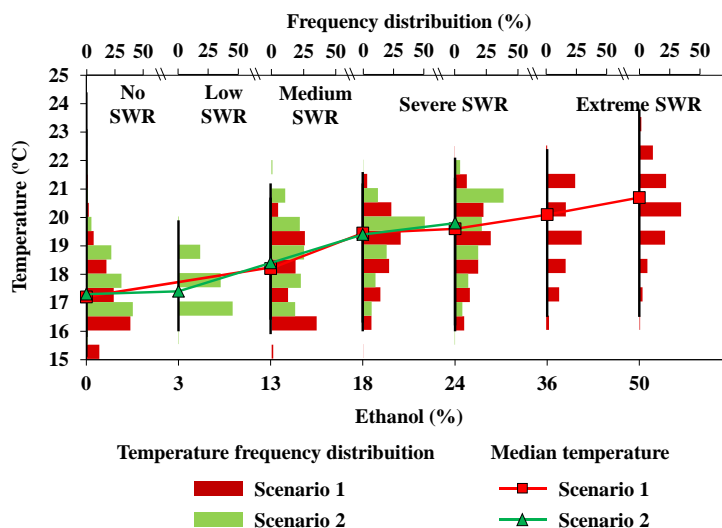 Frequency distribuition (%)
0 25 50 0 25 50 0 25 50 0 25 50 0 25 50 0 25 50 0 25 50
25
24
23
22
21
20
19
18
17
16
15
Temperature (ºC)
No SWR
Low SWR
Medium SWR
Severe SWR
Extreme SWR
0 3 13 18 24 36 50
Ethanol (%)
Temperature frequency distribuition
Scenario 1
Scenario 2
Median temperature
Scenario 1
Scenario 2